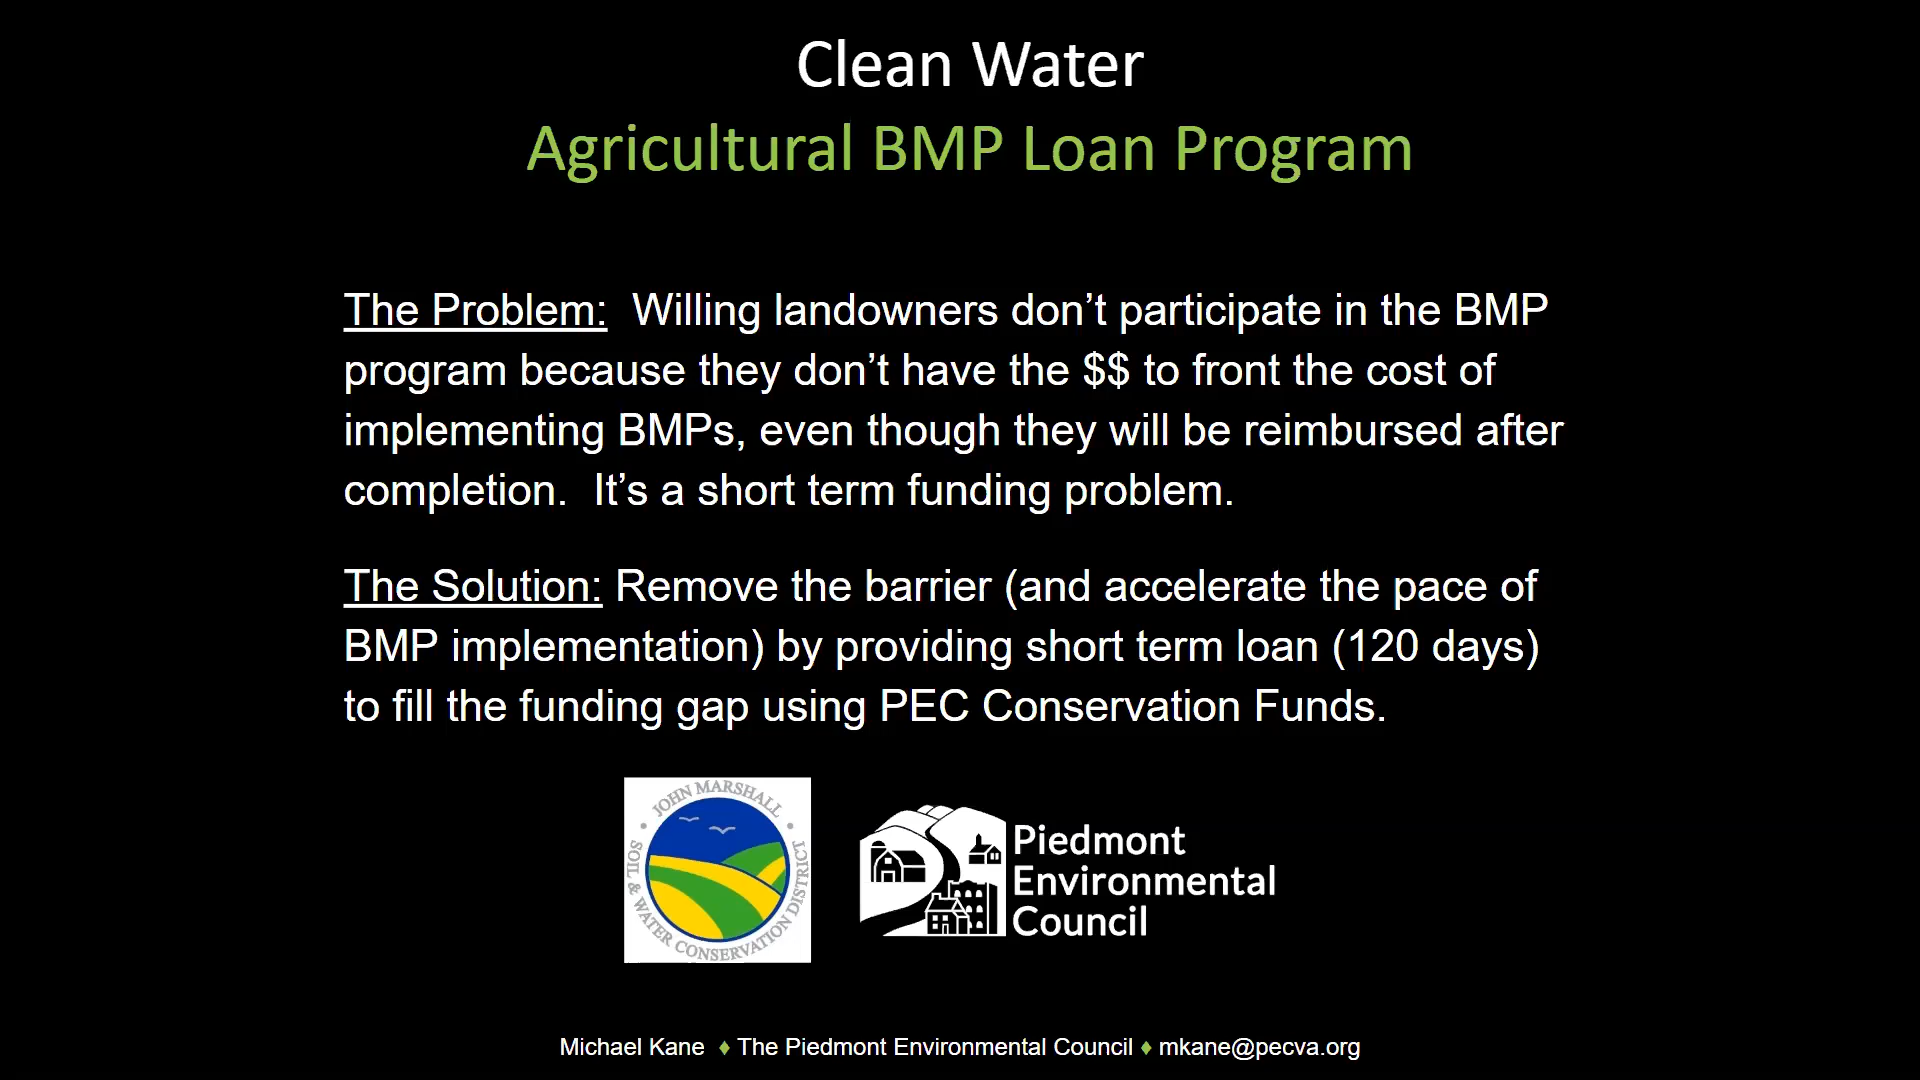 Clean Water
Agricultural BMP Loan Program
The Problem:  Willing landowners don’t participate in the BMP
program because they don’t have the $$ to front the cost of
implementing BMPs, even though they will be reimbursed after
completion.  It’s a short term funding problem.
The Solution: Remove the barrier (and accelerate the pace of
BMP implementation) by providing short term loan (120 days)
to fill the funding gap using PEC Conservation Funds.
• JOHN MARSHALL •
SOIL & WATER CONSERVATION DISTRICT
Piedmont
Environmental
Council
Michael Kane ♦ The Piedmont Environmental Council ♦ mkane@pecva.org